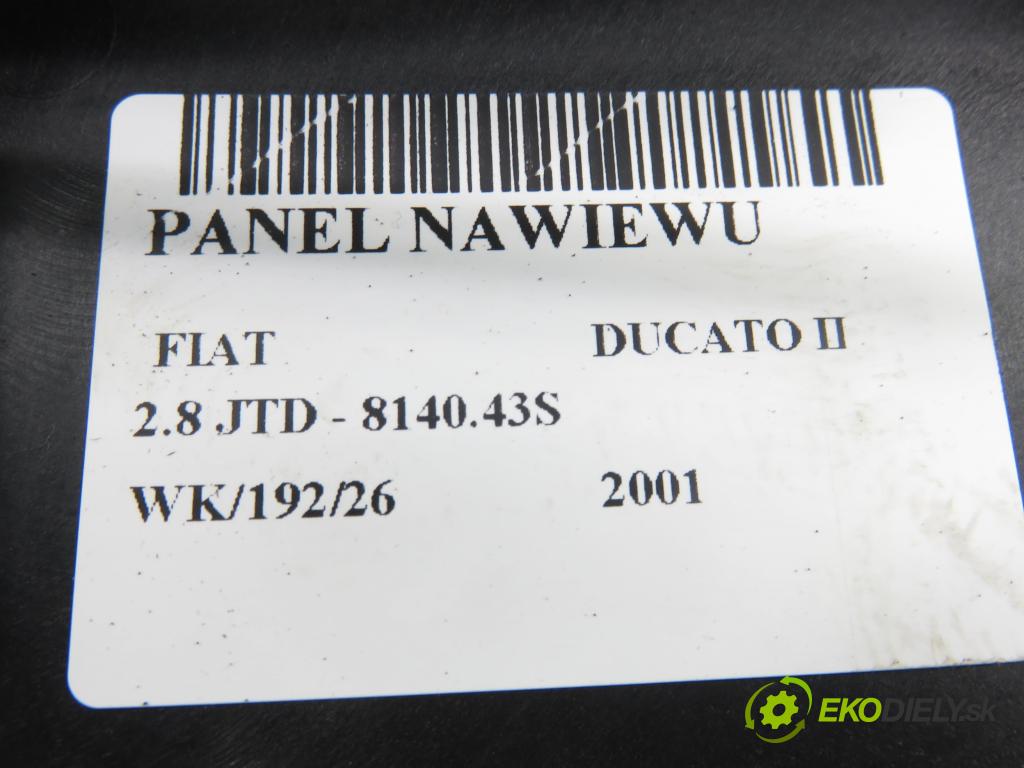 PANEL NAWIEWU
FIAT DUCATO II
2.8 JTD - 8140.43S
WK/192/26 2001
EKODIELY.sk